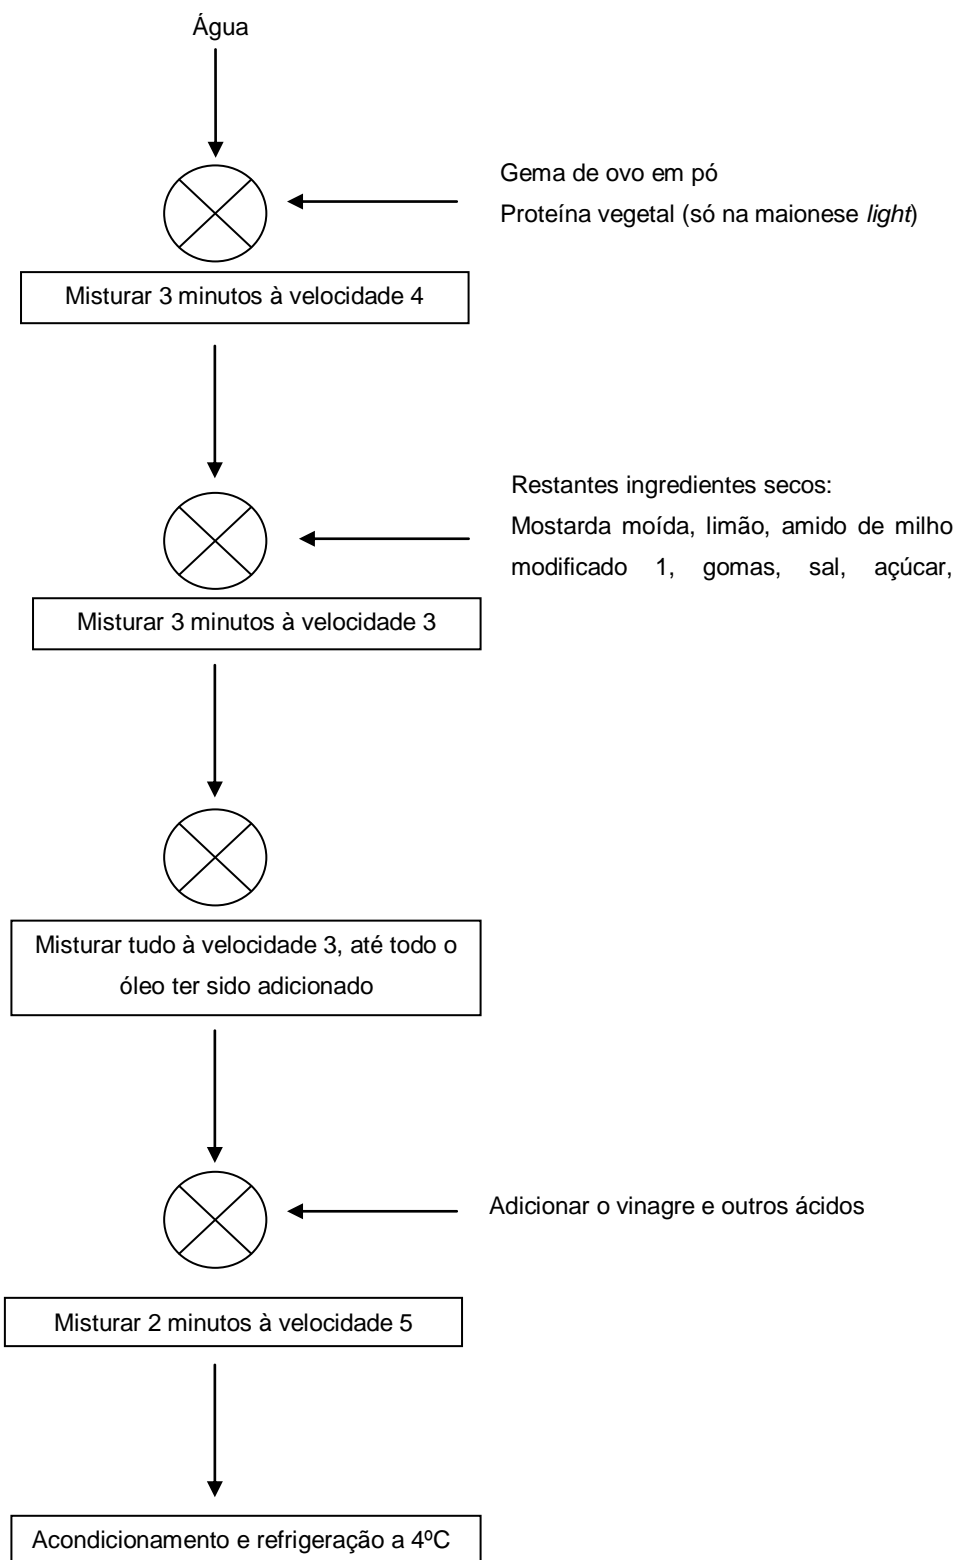 Água
Gema de ovo em pó
Proteína vegetal (só na maionese light)
Misturar 3 minutos à velocidade 4
Restantes ingredientes secos:
Mostarda moída, limão, amido de milho
modificado 1, gomas, sal, açúcar,
Misturar 3 minutos à velocidade 3
Misturar tudo à velocidade 3, até todo o
óleo ter sido adicionado
Adicionar o vinagre e outros ácidos
Misturar 2 minutos à velocidade 5
Acondicionamento e refrigeração a 4ºC